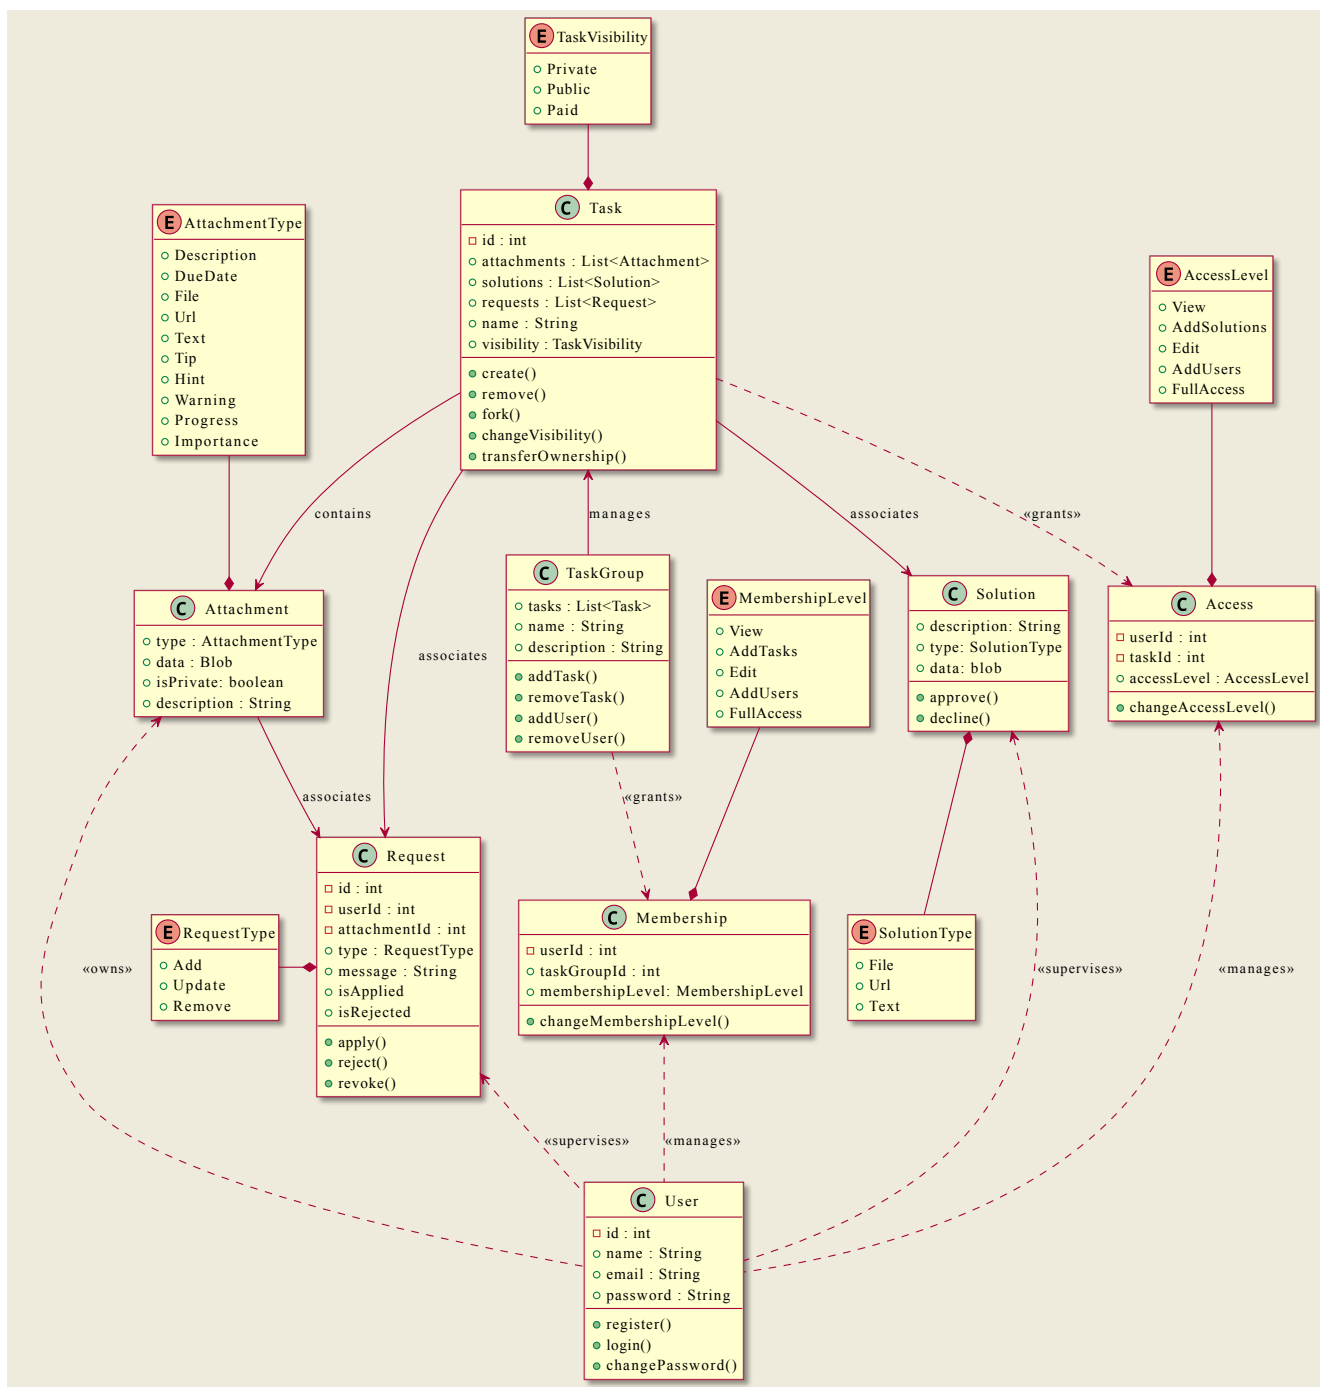 E TaskVisibility
Private
Public
Paid
C Task
id : int
attachments : List<Attachment>
solutions : List<Solution>
requests : List<Request>
name : String
visibility : TaskVisibility
create()
remove()
fork()
changeVisibility()
transferOwnership()
E AttachmentType
Description
DueDate
File
Url
Text
Tip
Hint
Warning
Progress
Importance
E AccessLevel
View
AddSolutions
Edit
AddUsers
FullAccess
contains
manages
associates
«grants»
C Attachment
type : AttachmentType
data : Blob
isPrivate: boolean
description : String
associates
C TaskGroup
tasks : List<Task>
name : String
description : String
addTask()
removeTask()
addUser()
removeUser()
E MembershipLevel
View
AddTasks
Edit
AddUsers
FullAccess
C Solution
description: String
type: SolutionType
data: blob
approve()
decline()
C Access
userId : int
taskId : int
accessLevel : AccessLevel
changeAccessLevel()
associates
«grants»
C Request
id : int
userId : int
attachmentId : int
type : RequestType
message : String
isApplied
isRejected
apply()
reject()
revoke()
E RequestType
Add
Update
Remove
«owns»
C Membership
userId : int
taskGroupId : int
membershipLevel: MembershipLevel
changeMembershipLevel()
E SolutionType
File
Url
Text
«supervises»
«manages»
«supervises»
«manages»
C User
id : int
name : String
email : String
password : String
register()
login()
changePassword()